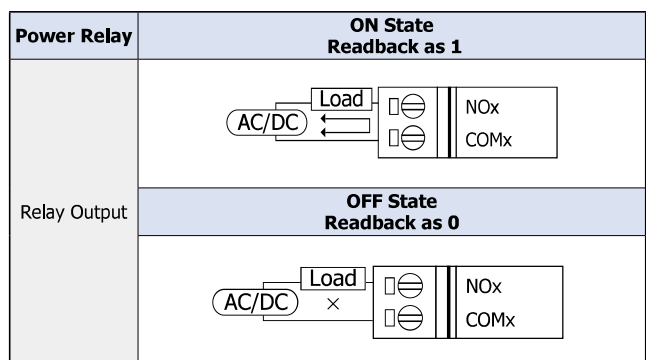 Power Relay
ON State
Readback as 1
Load
AC/DC
NOx
COMx
Relay Output
OFF State
Readback as 0
Load
AC/DC
×
NOx
COMx